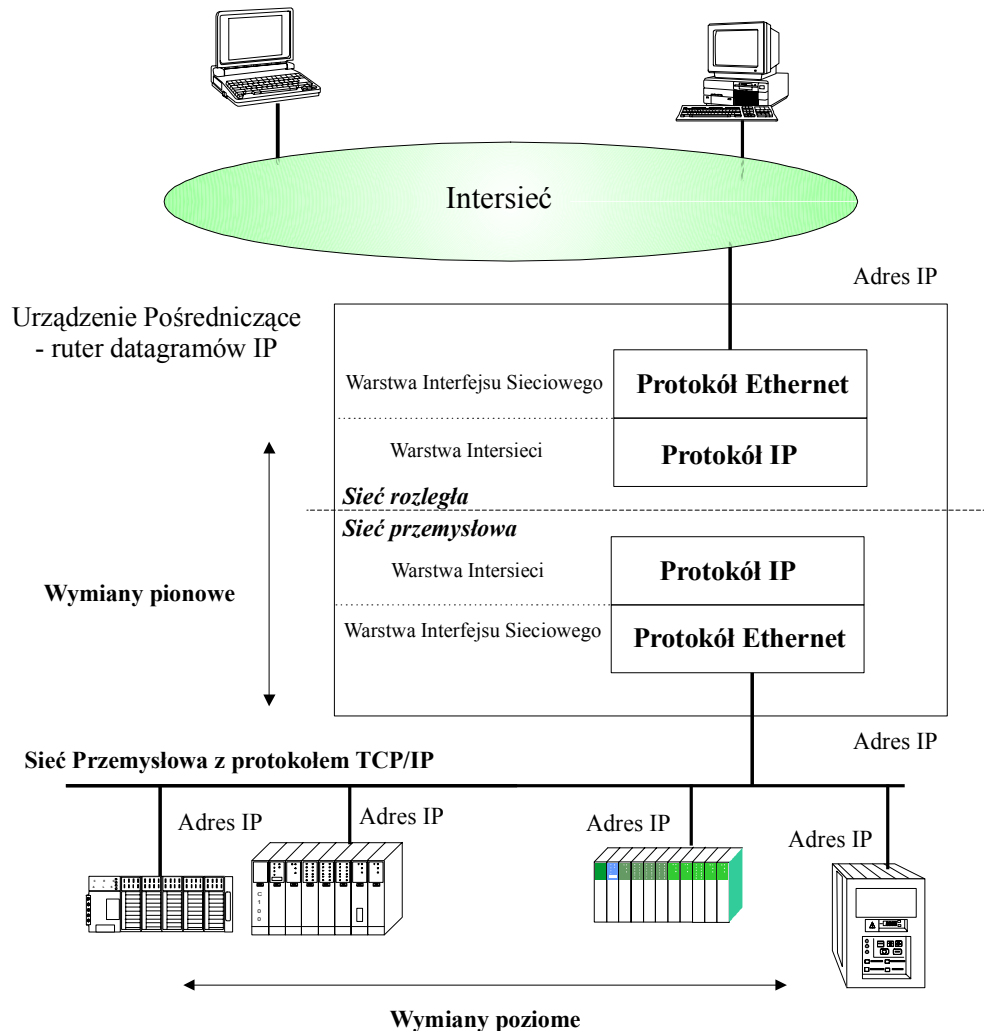 Intersieć
Adres IP
Urządzenie Pośredniczące
- ruter datagramów IP
Warstwa Interfejsu Sieciowego
Protokół Ethernet
Warstwa Intersieci
Protokół IP
Sieć rozległa
Sieć przemysłowa
Warstwa Intersieci
Protokół IP
Wymiany pionowe
Warstwa Interfejsu Sieciowego
Protokół Ethernet
Adres IP
Sieć Przemysłowa z protokołem TCP/IP
Adres IP
Adres IP
Adres IP
Adres IP
Wymiany poziome